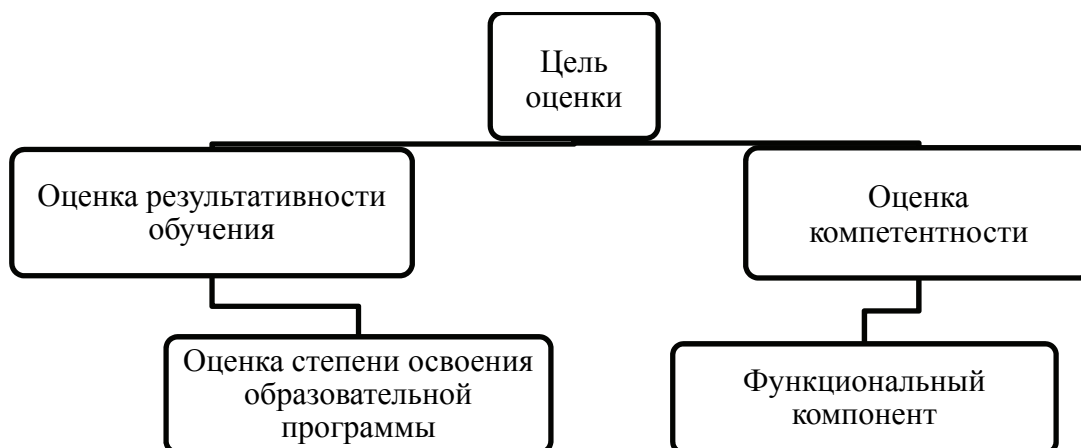 Цель
оценки
Оценка результативности
обучения
Оценка
компетентности
Оценка степени освоения
образовательной
программы
Функциональный
компонент